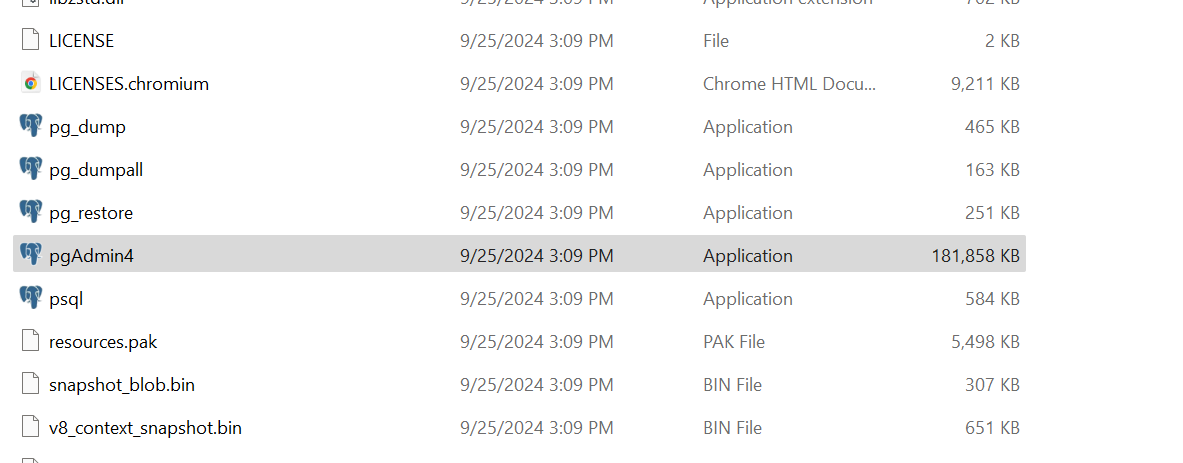 libzstd.dll 9/25/2024 3:09 PM Application extension 702 KB
LICENSE 9/25/2024 3:09 PM File 2 KB
LICENSES.chromium 9/25/2024 3:09 PM Chrome HTML Docu... 9,211 KB
pg_dump 9/25/2024 3:09 PM Application 465 KB
pg_dumpall 9/25/2024 3:09 PM Application 163 KB
pg_restore 9/25/2024 3:09 PM Application 251 KB
pgAdmin4 9/25/2024 3:09 PM Application 181,858 KB
psql 9/25/2024 3:09 PM Application 584 KB
resources.pak 9/25/2024 3:09 PM PAK File 5,498 KB
snapshot_blob.bin 9/25/2024 3:09 PM BIN File 307 KB
v8_context_snapshot.bin 9/25/2024 3:09 PM BIN File 651 KB